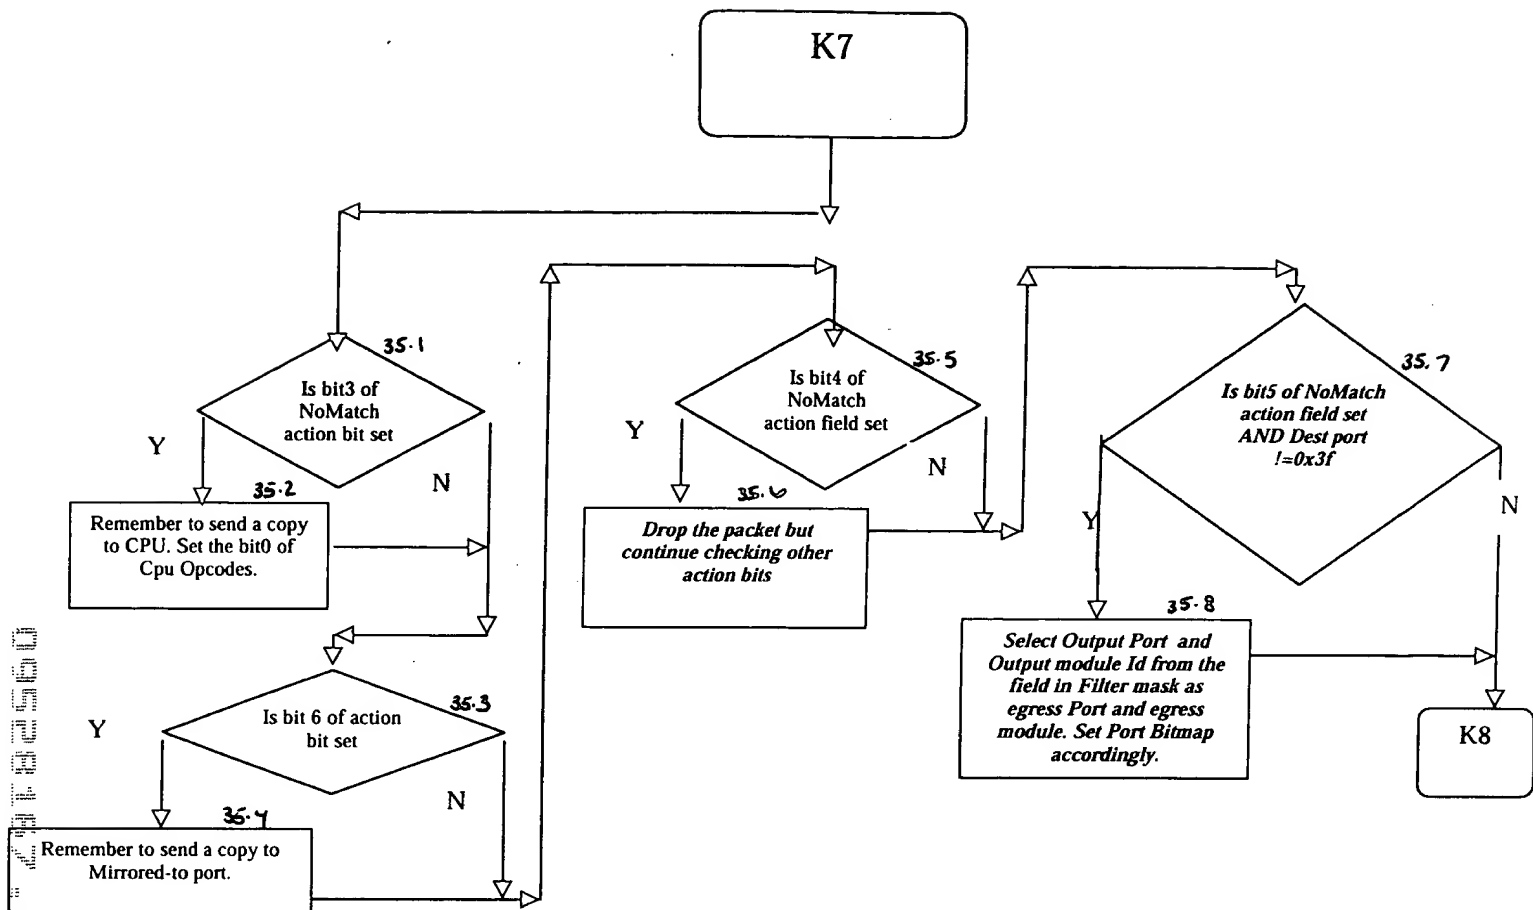 K7
35.1
Is bit3 of
NoMatch
action bit set
Y
N
35.2
Remember to send a copy
to CPU. Set the bit0 of
Cpu Opcodes.
35.3
Is bit 6 of action
bit set
Y
N
35.4
Remember to send a copy to
Mirrored-to port.
35.5
Is bit4 of
NoMatch
action field set
Y
N
35.6
Drop the packet but
continue checking other
action bits
35.7
Is bit5 of NoMatch
action field set
AND Dest port
!=0x3f
Y
N
35.8
Select Output Port and
Output module Id from the
field in Filter mask as
egress Port and egress
module. Set Port Bitmap
accordingly.
K8